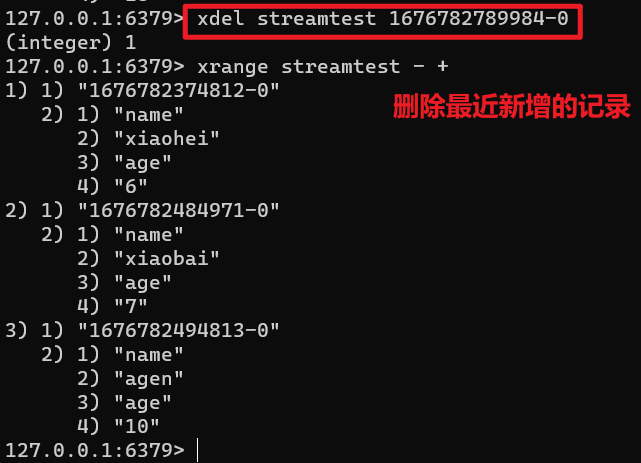 127.0.0.1:6379> xdel streamtest 1676782789984-0
(integer) 1
127.0.0.1:6379> xrange streamtest - +
1) 1) "1676782374812-0"
删除最近新增的记录
2) 1) "name"
2) "xiaohei"
3) "age"
4) "6"
2) 1) "1676782484971-0"
2) 1) "name"
2) "xiaobai"
3) "age"
4) "7"
3) 1) "1676782494813-0"
2) 1) "name"
2) "agen"
3) "age"
4) "10"
127.0.0.1:6379>